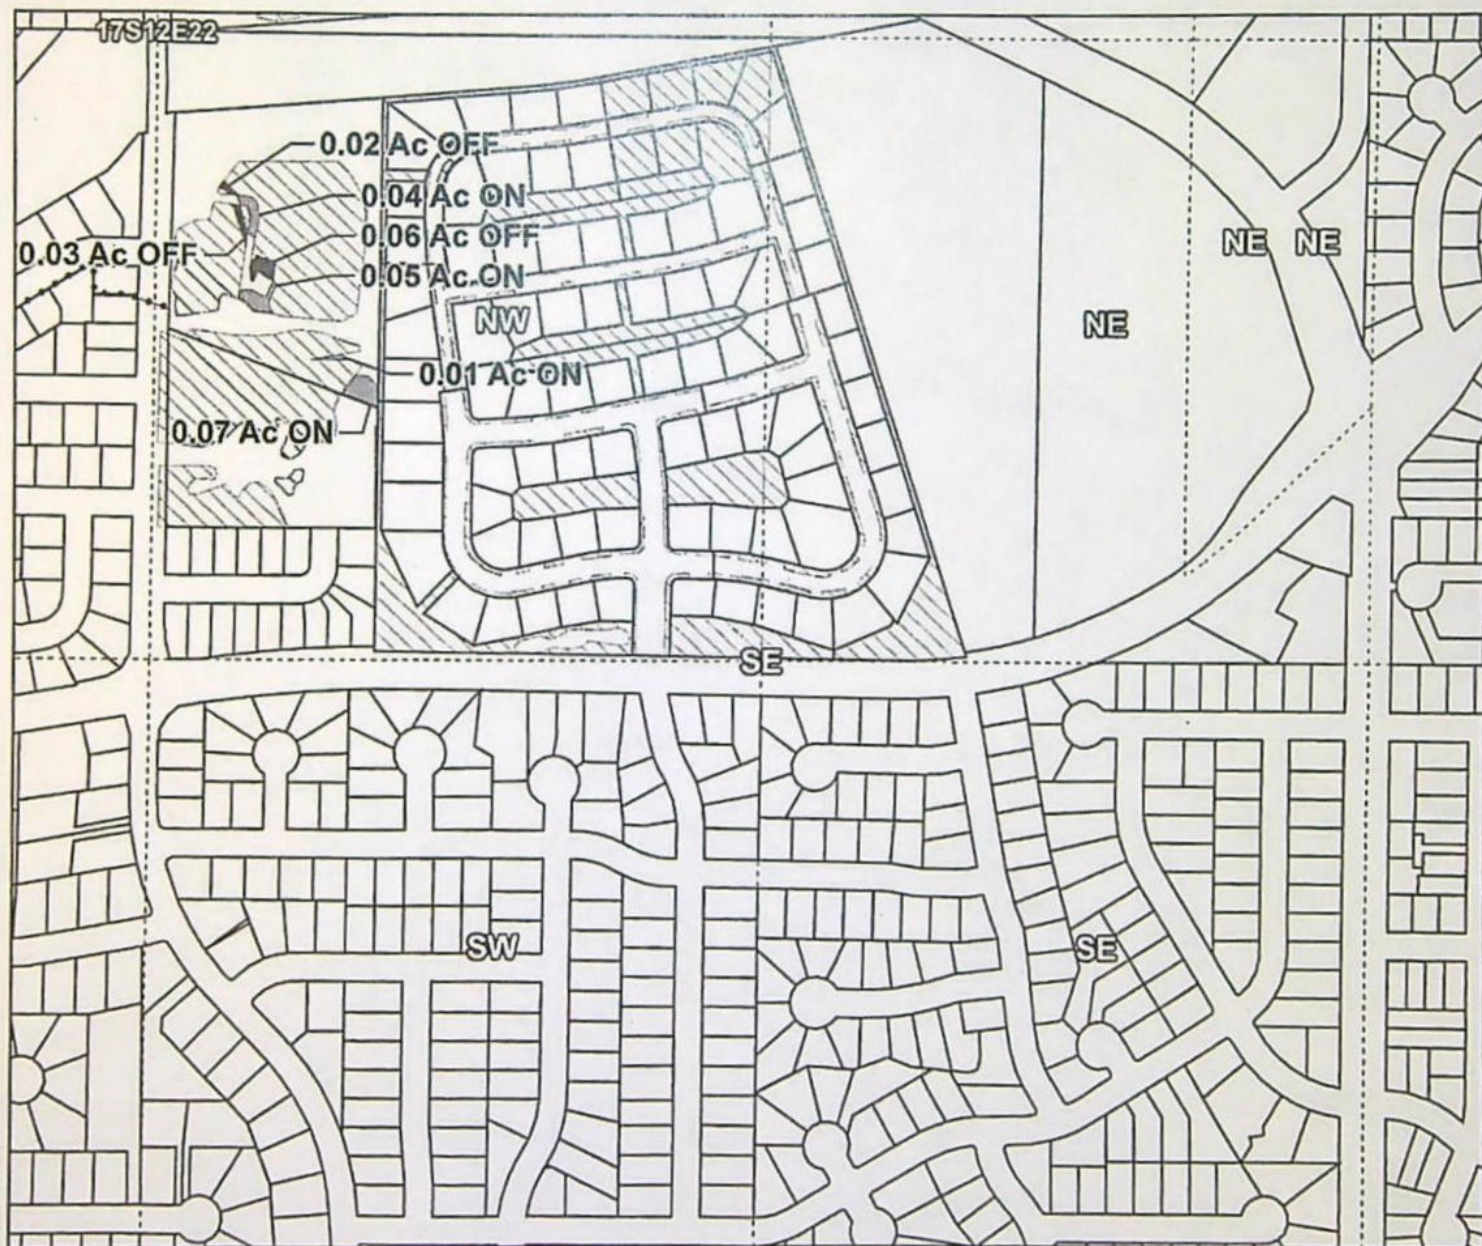 17S12E22
0.02 Ac OFF
0.04 Ac ON
0.06 Ac OFF
0.03 Ac OFF
0.05 Ac ON
NW
0.01 Ac ON
0.07 Ac ON
NE
NE
NE
SE
SW
SE